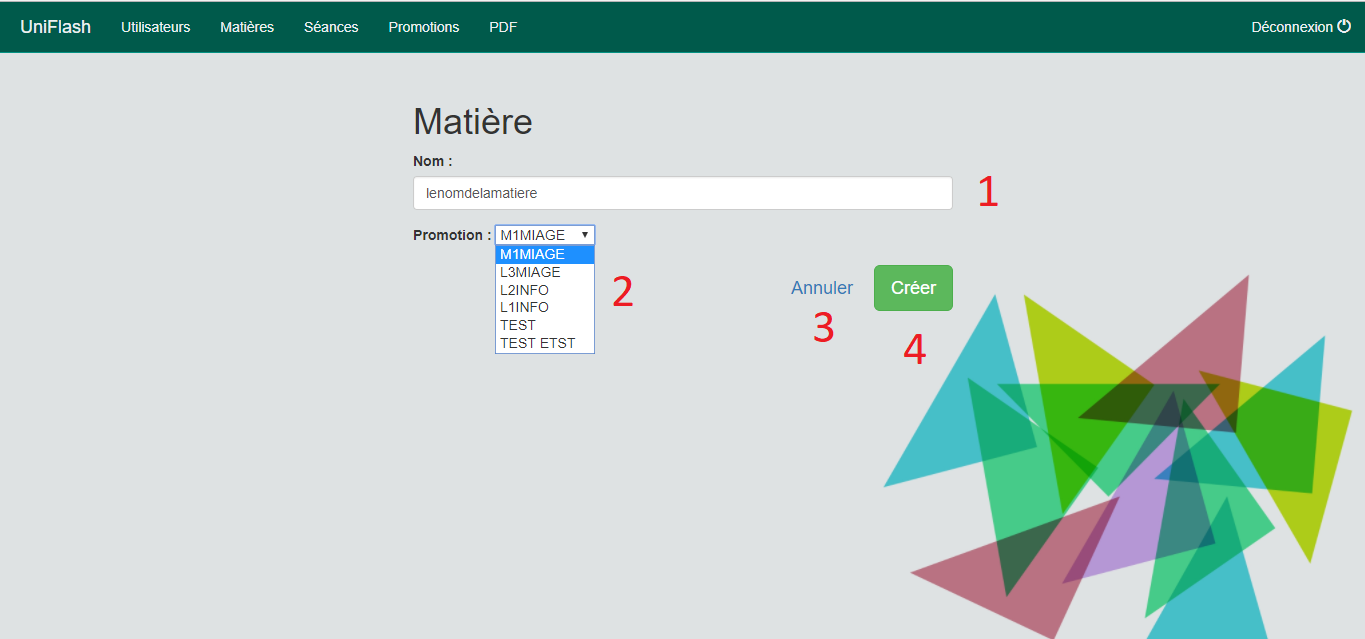 UniFlash Utilisateurs Matières Séances Promotions PDF Déconnexion
Matière
Nom :
lenomdelamatiere 1
Promotion : M1MIAGE
M1MIAGE
L3MIAGE
L2INFO
L1INFO
TEST
TEST ETST
2
Annuler Créer
3
4